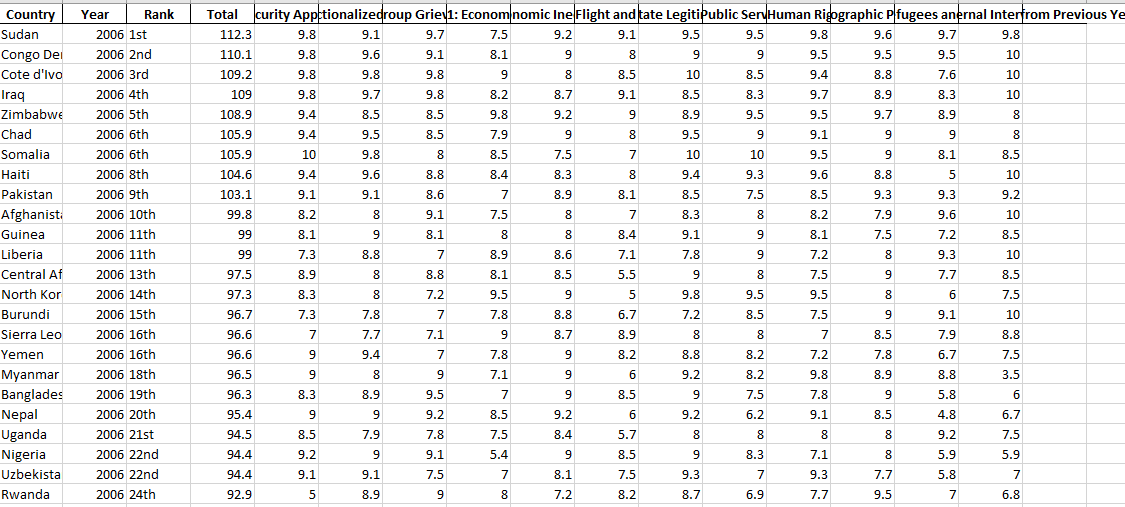 Country Year Rank Total curity App ctionalized roup Griev 1: Econom nomic Ine Flight and tate Legiti Public Serv Human Rig ographic P fugees an ernal Inter from Previous Ye
Sudan 2006 1st 112.3 9.8 9.1 9.7 7.5 9.2 9.1 9.5 9.5 9.8 9.6 9.7 9.8
Congo Der 2006 2nd 110.1 9.8 9.6 9.1 8.1 9 8 9 9 9.5 9.5 9.5 10
Cote d'Ivo 2006 3rd 109.2 9.8 9.8 9.8 9 8 8.5 10 8.5 9.4 8.8 7.6 10
Iraq 2006 4th 109 9.8 9.7 9.8 8.2 8.7 9.1 8.5 8.3 9.7 8.9 8.3 10
Zimbabwe 2006 5th 108.9 9.4 8.5 8.5 9.8 9.2 9 8.9 9.5 9.5 9.7 8.9 8
Chad 2006 6th 105.9 9.4 9.5 8.5 7.9 9 8 9.5 9 9.1 9 9 8
Somalia 2006 6th 105.9 10 9.8 8 8.5 7.5 7 10 10 9.5 9 8.1 8.5
Haiti 2006 8th 104.6 9.4 9.6 8.8 8.4 8.3 8 9.4 9.3 9.6 8.8 5 10
Pakistan 2006 9th 103.1 9.1 9.1 8.6 7 8.9 8.1 8.5 7.5 8.5 9.3 9.3 9.2
Afghanista 2006 10th 99.8 8.2 8 9.1 7.5 8 7 8.3 8 8.2 7.9 9.6 10
Guinea 2006 11th 99 8.1 9 8.1 8 8 8.4 9.1 9 8.1 7.5 7.2 8.5
Liberia 2006 11th 99 7.3 8.8 7 8.9 8.6 7.1 7.8 9 7.2 8 9.3 10
Central Af 2006 13th 97.5 8.9 8 8.8 8.1 8.5 5.5 9 8 7.5 9 7.7 8.5
North Kor 2006 14th 97.3 8.3 8 7.2 9.5 9 5 9.8 9.5 9.5 8 6 7.5
Burundi 2006 15th 96.7 7.3 7.8 7 7.8 8.8 6.7 7.2 8.5 7.5 9 9.1 10
Sierra Leo 2006 16th 96.6 7 7.7 7.1 9 8.7 8.9 8 8 7 8.5 7.9 8.8
Yemen 2006 16th 96.6 9 9.4 7 7.8 9 8.2 8.8 8.2 7.2 7.8 6.7 7.5
Myanmar 2006 18th 96.5 9 8 9 7.1 9 6 9.2 8.2 9.8 8.9 8.8 3.5
Banglades 2006 19th 96.3 8.3 8.9 9.5 7 9 8.5 9 7.5 7.8 9 5.8 6
Nepal 2006 20th 95.4 9 9 9.2 8.5 9.2 6 9.2 6.2 9.1 8.5 4.8 6.7
Uganda 2006 21st 94.5 8.5 7.9 7.8 7.5 8.4 5.7 8 8 8 8 9.2 7.5
Nigeria 2006 22nd 94.4 9.2 9 9.1 5.4 9 8.5 9 8.3 7.1 8 5.9 5.9
Uzbekista 2006 22nd 94.4 9.1 9.1 7.5 7 8.1 7.5 9.3 7 9.3 7.7 5.8 7
Rwanda 2006 24th 92.9 5 8.9 9 8 7.2 8.2 8.7 6.9 7.7 9.5 7 6.8